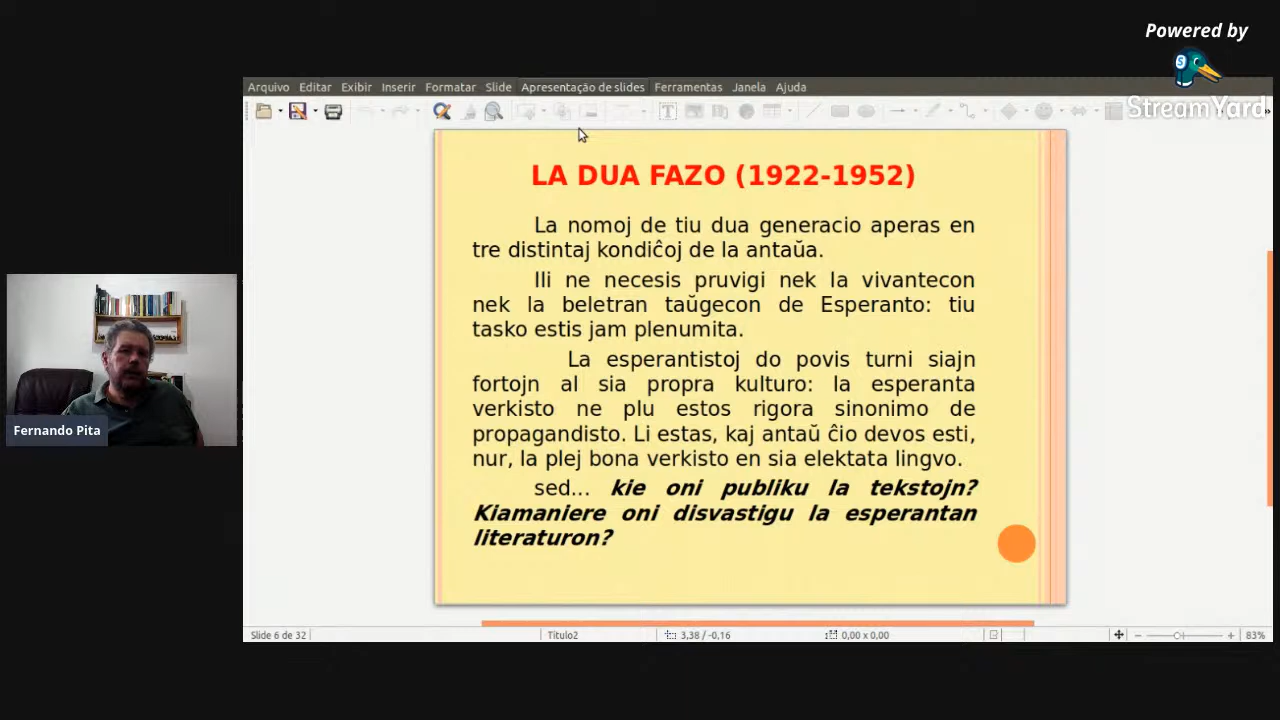 Powered by
StreamYard
Arquivo Editar Exibir Inserir Formatar Slide Apresentação de slides Ferramentas Janela Ajuda
LA DUA FAZO (1922-1952)
La nomoj de tiu dua generacio aperas en
tre distintaj kondiĉoj de la antaŭa.
Ili ne necesis pruvigi nek la vivantecon
nek la beletran taŭgecon de Esperanto: tiu
tasko estis jam plenumita.
La esperantistoj do povis turni siajn
fortojn al sia propra kulturo: la esperanta
verkisto ne plu estos rigora sinonimo de
propagandisto. Li estas, kaj antaŭ ĉio devos esti,
nur, la plej bona verkisto en sia elektata lingvo.
sed... kie oni publiku la tekstojn?
Kiamaniere oni disvastigu la esperantan
literaturon?
Fernando Pita
Slide 6 de 32 Título2 3,38 / -0,16 0,00 x 0,00 83%